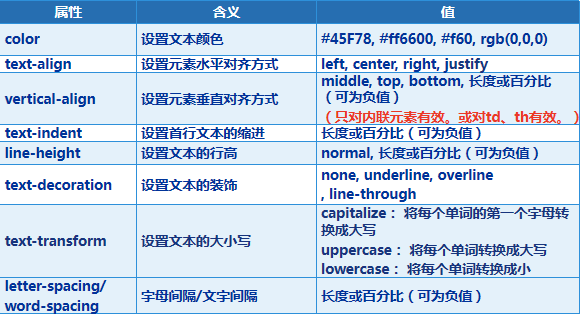 属性 含义 值
color 设置文本颜色 #45F78, #ff6600, #f60, rgb(0,0,0)
text-align 设置元素水平对齐方式 left, center, right, justify
vertical-align 设置元素垂直对齐方式 middle, top, bottom, 长度或百分比
（可为负值）
（只对内联元素有效。或对td、th有效。）
text-indent 设置首行文本的缩进 长度或百分比（可为负值）
line-height 设置文本的行高 normal, 长度或百分比（可为负值）
text-decoration 设置文本的装饰 none, underline, overline
, line-through
text-transform 设置文本的大小写 capitalize： 将每个单词的第一个字母转
换成大写
uppercase： 将每个单词转换成大写
lowercase： 将每个单词转换成小
letter-spacing/
word-spacing 字母间隔/文字间隔 长度或百分比（可为负值）